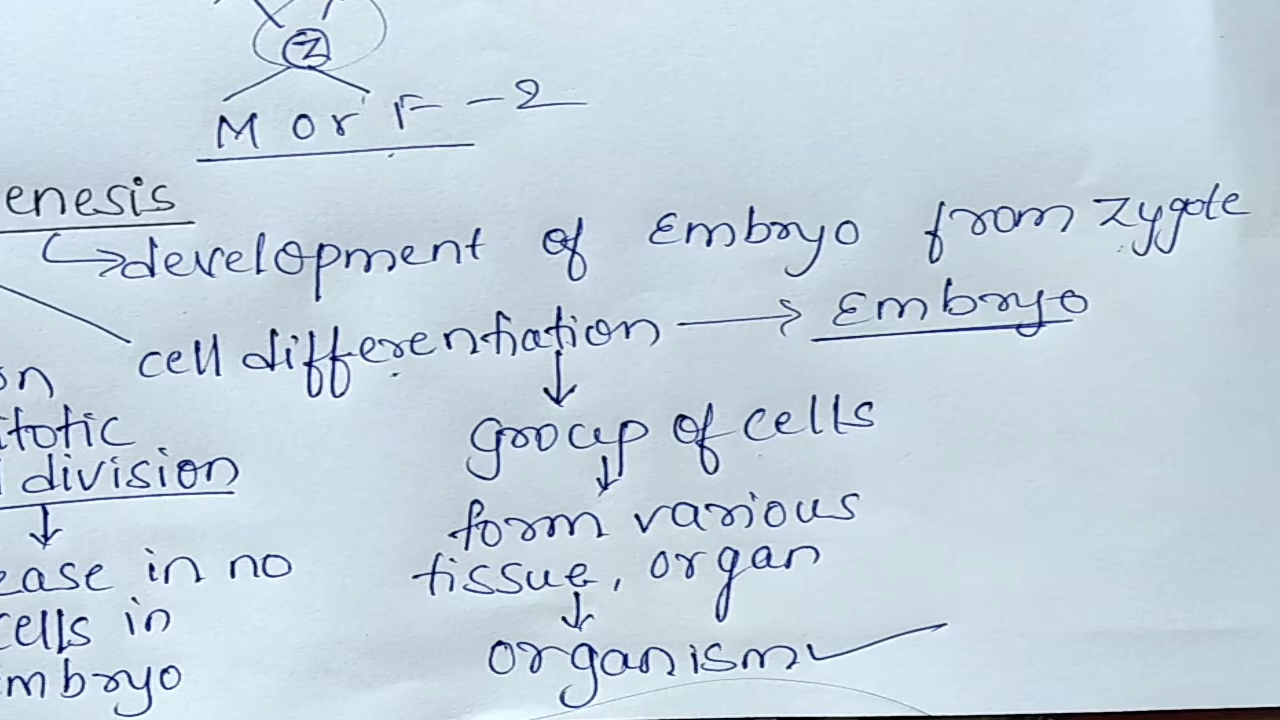 Z
M or F - 2
enesis
development of Embryo from zygote
cell differentiation → Embryo
on
itotic
division
group of cells
form various
tissue, organ
organism
ease in no
cells in
mbryo